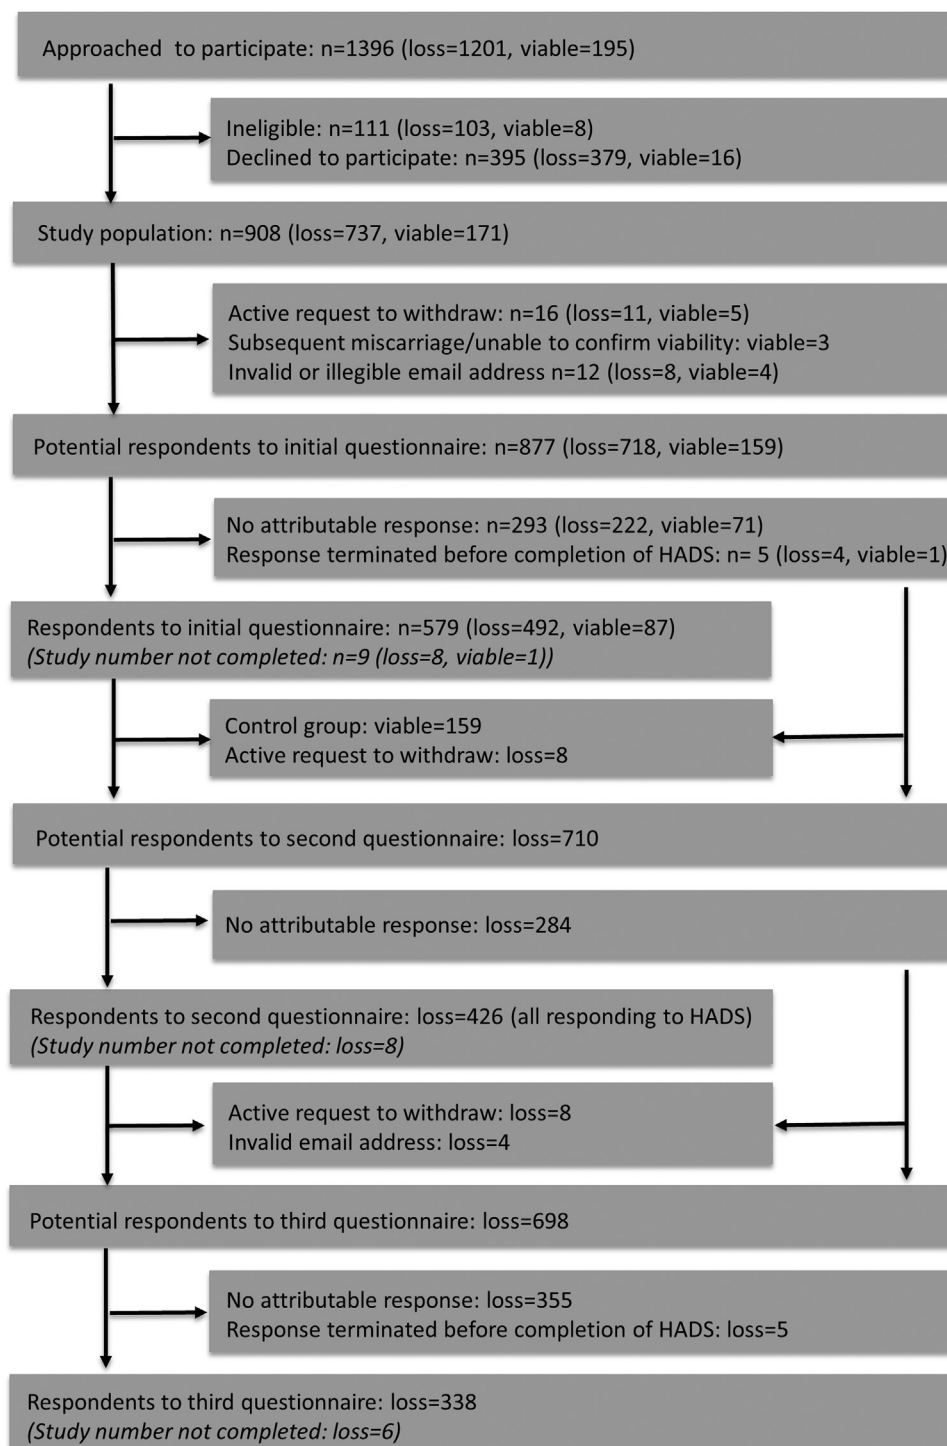 Approached to participate: n=1396 (loss=1201, viable=195)
Ineligible: n=111 (loss=103, viable=8)
Declined to participate: n=395 (loss=379, viable=16)
Study population: n=908 (loss=737, viable=171)
Active request to withdraw: n=16 (loss=11, viable=5)
Subsequent miscarriage/unable to confirm viability: viable=3
Invalid or illegible email address n=12 (loss=8, viable=4)
Potential respondents to initial questionnaire: n=877 (loss=718, viable=159)
No attributable response: n=293 (loss=222, viable=71)
Response terminated before completion of HADS: n= 5 (loss=4, viable=1)
Respondents to initial questionnaire: n=579 (loss=492, viable=87)
(Study number not completed: n=9 (loss=8, viable=1))
Control group: viable=159
Active request to withdraw: loss=8
Potential respondents to second questionnaire: loss=710
No attributable response: loss=284
Respondents to second questionnaire: loss=426 (all responding to HADS)
(Study number not completed: loss=8)
Active request to withdraw: loss=8
Invalid email address: loss=4
Potential respondents to third questionnaire: loss=698
No attributable response: loss=355
Response terminated before completion of HADS: loss=5
Respondents to third questionnaire: loss=338
(Study number not completed: loss=6)